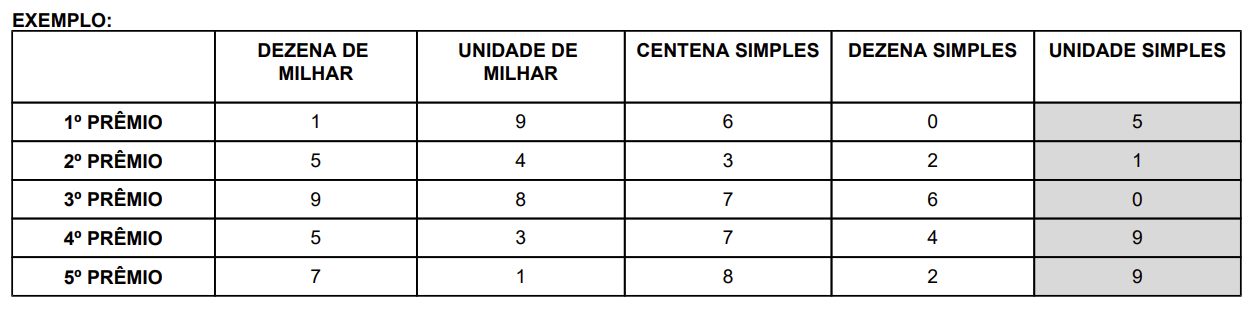 EXEMPLO:
DEZENA DE MILHAR UNIDADE DE MILHAR CENTENA SIMPLES DEZENA SIMPLES UNIDADE SIMPLES
1º PRÊMIO 1 9 6 0 5
2º PRÊMIO 5 4 3 2 1
3º PRÊMIO 9 8 7 6 0
4º PRÊMIO 5 3 7 4 9
5º PRÊMIO 7 1 8 2 9